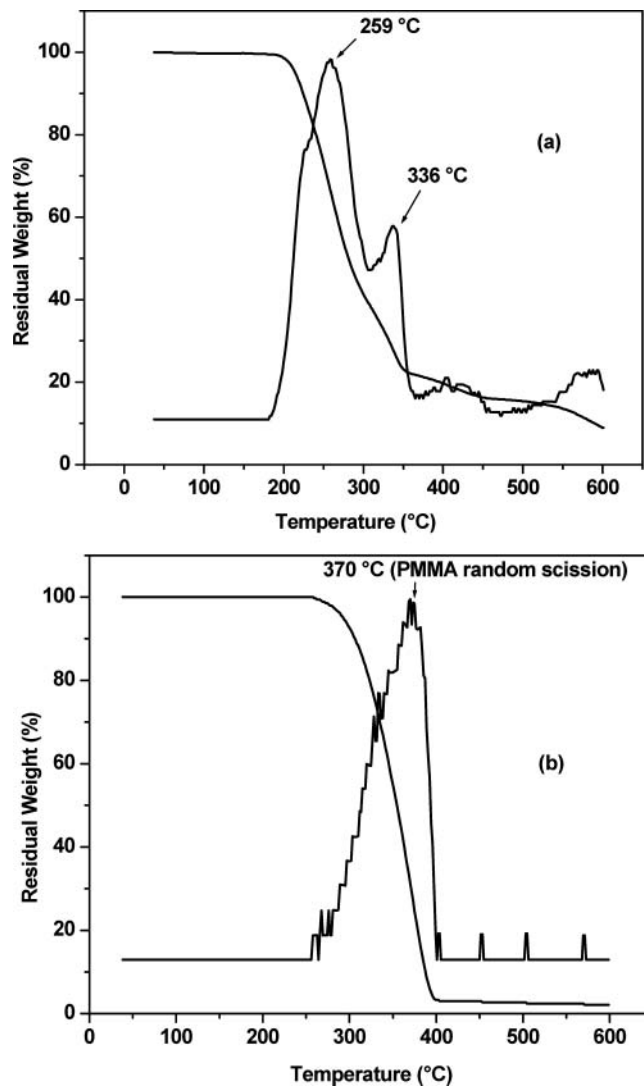 259 °C
100
80
(a)
60
336 °C
40
20
0
Residual Weight (%)
0 100 200 300 400 500 600
Temperature (°C)
370 °C (PMMA random scission)
100
80
60
(b)
40
20
0
Residual Weight (%)
0 100 200 300 400 500 600
Temperature (°C)